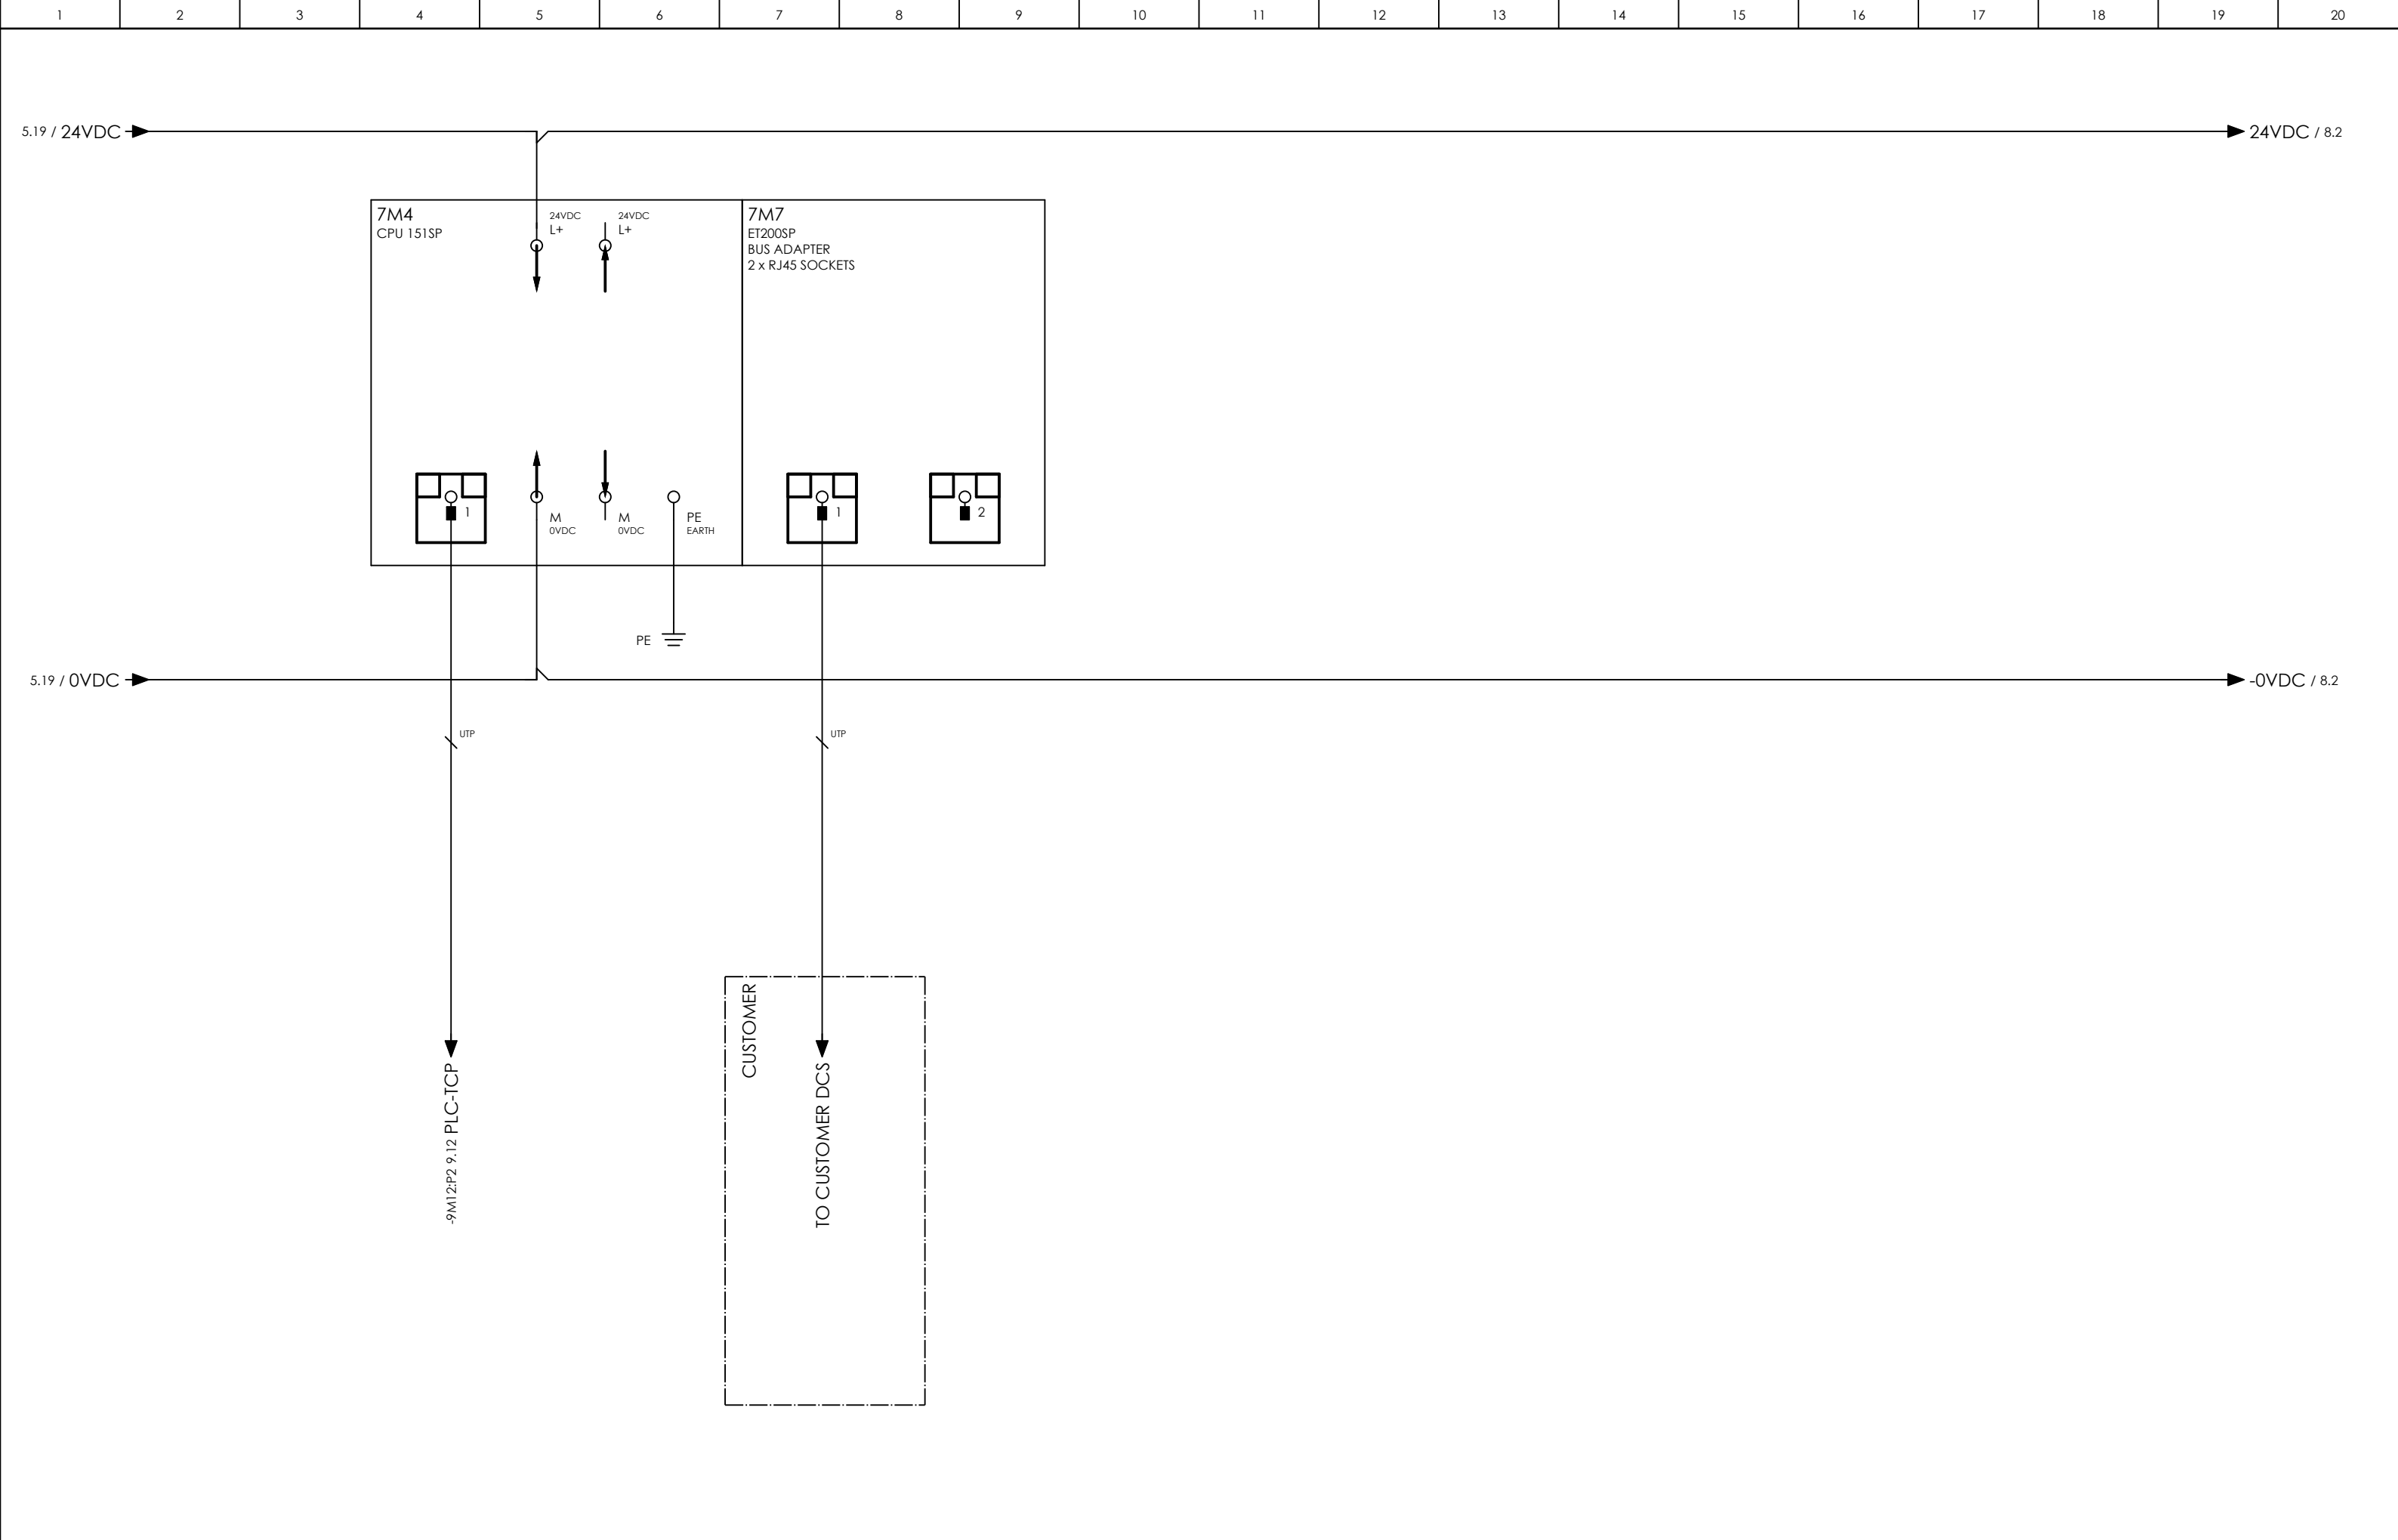 1 2 3 4 5 6 7 8 9 10 11 12 13 14 15 16 17 18 19 20
5.19 / 24VDC
24VDC / 8.2
7M4
CPU 151SP
24VDC
L+
24VDC
L+
7M7
ET200SP
BUS ADAPTER
2 x RJ45 SOCKETS
1
M
0VDC
M
0VDC
PE
EARTH
1
2
PE
5.19 / 0VDC
-0VDC / 8.2
UTP
UTP
CUSTOMER
-9M12:P2 9.12 PLC-TCP
TO CUSTOMER DCS